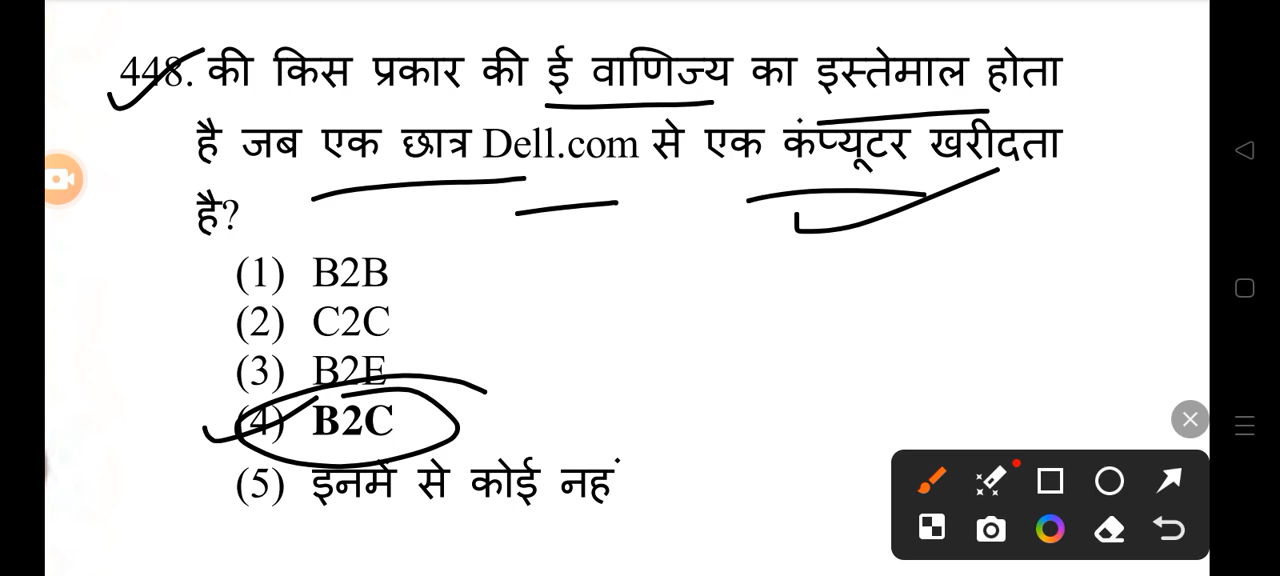 448. की किस प्रकार की ई वाणिज्य का इस्तेमाल होता
है जब एक छात्र Dell.com से एक कंप्यूटर खरीदता
है?
(1) B2B
(2) C2C
(3) B2E
(4) B2C
(5) इनमें से कोई नहं